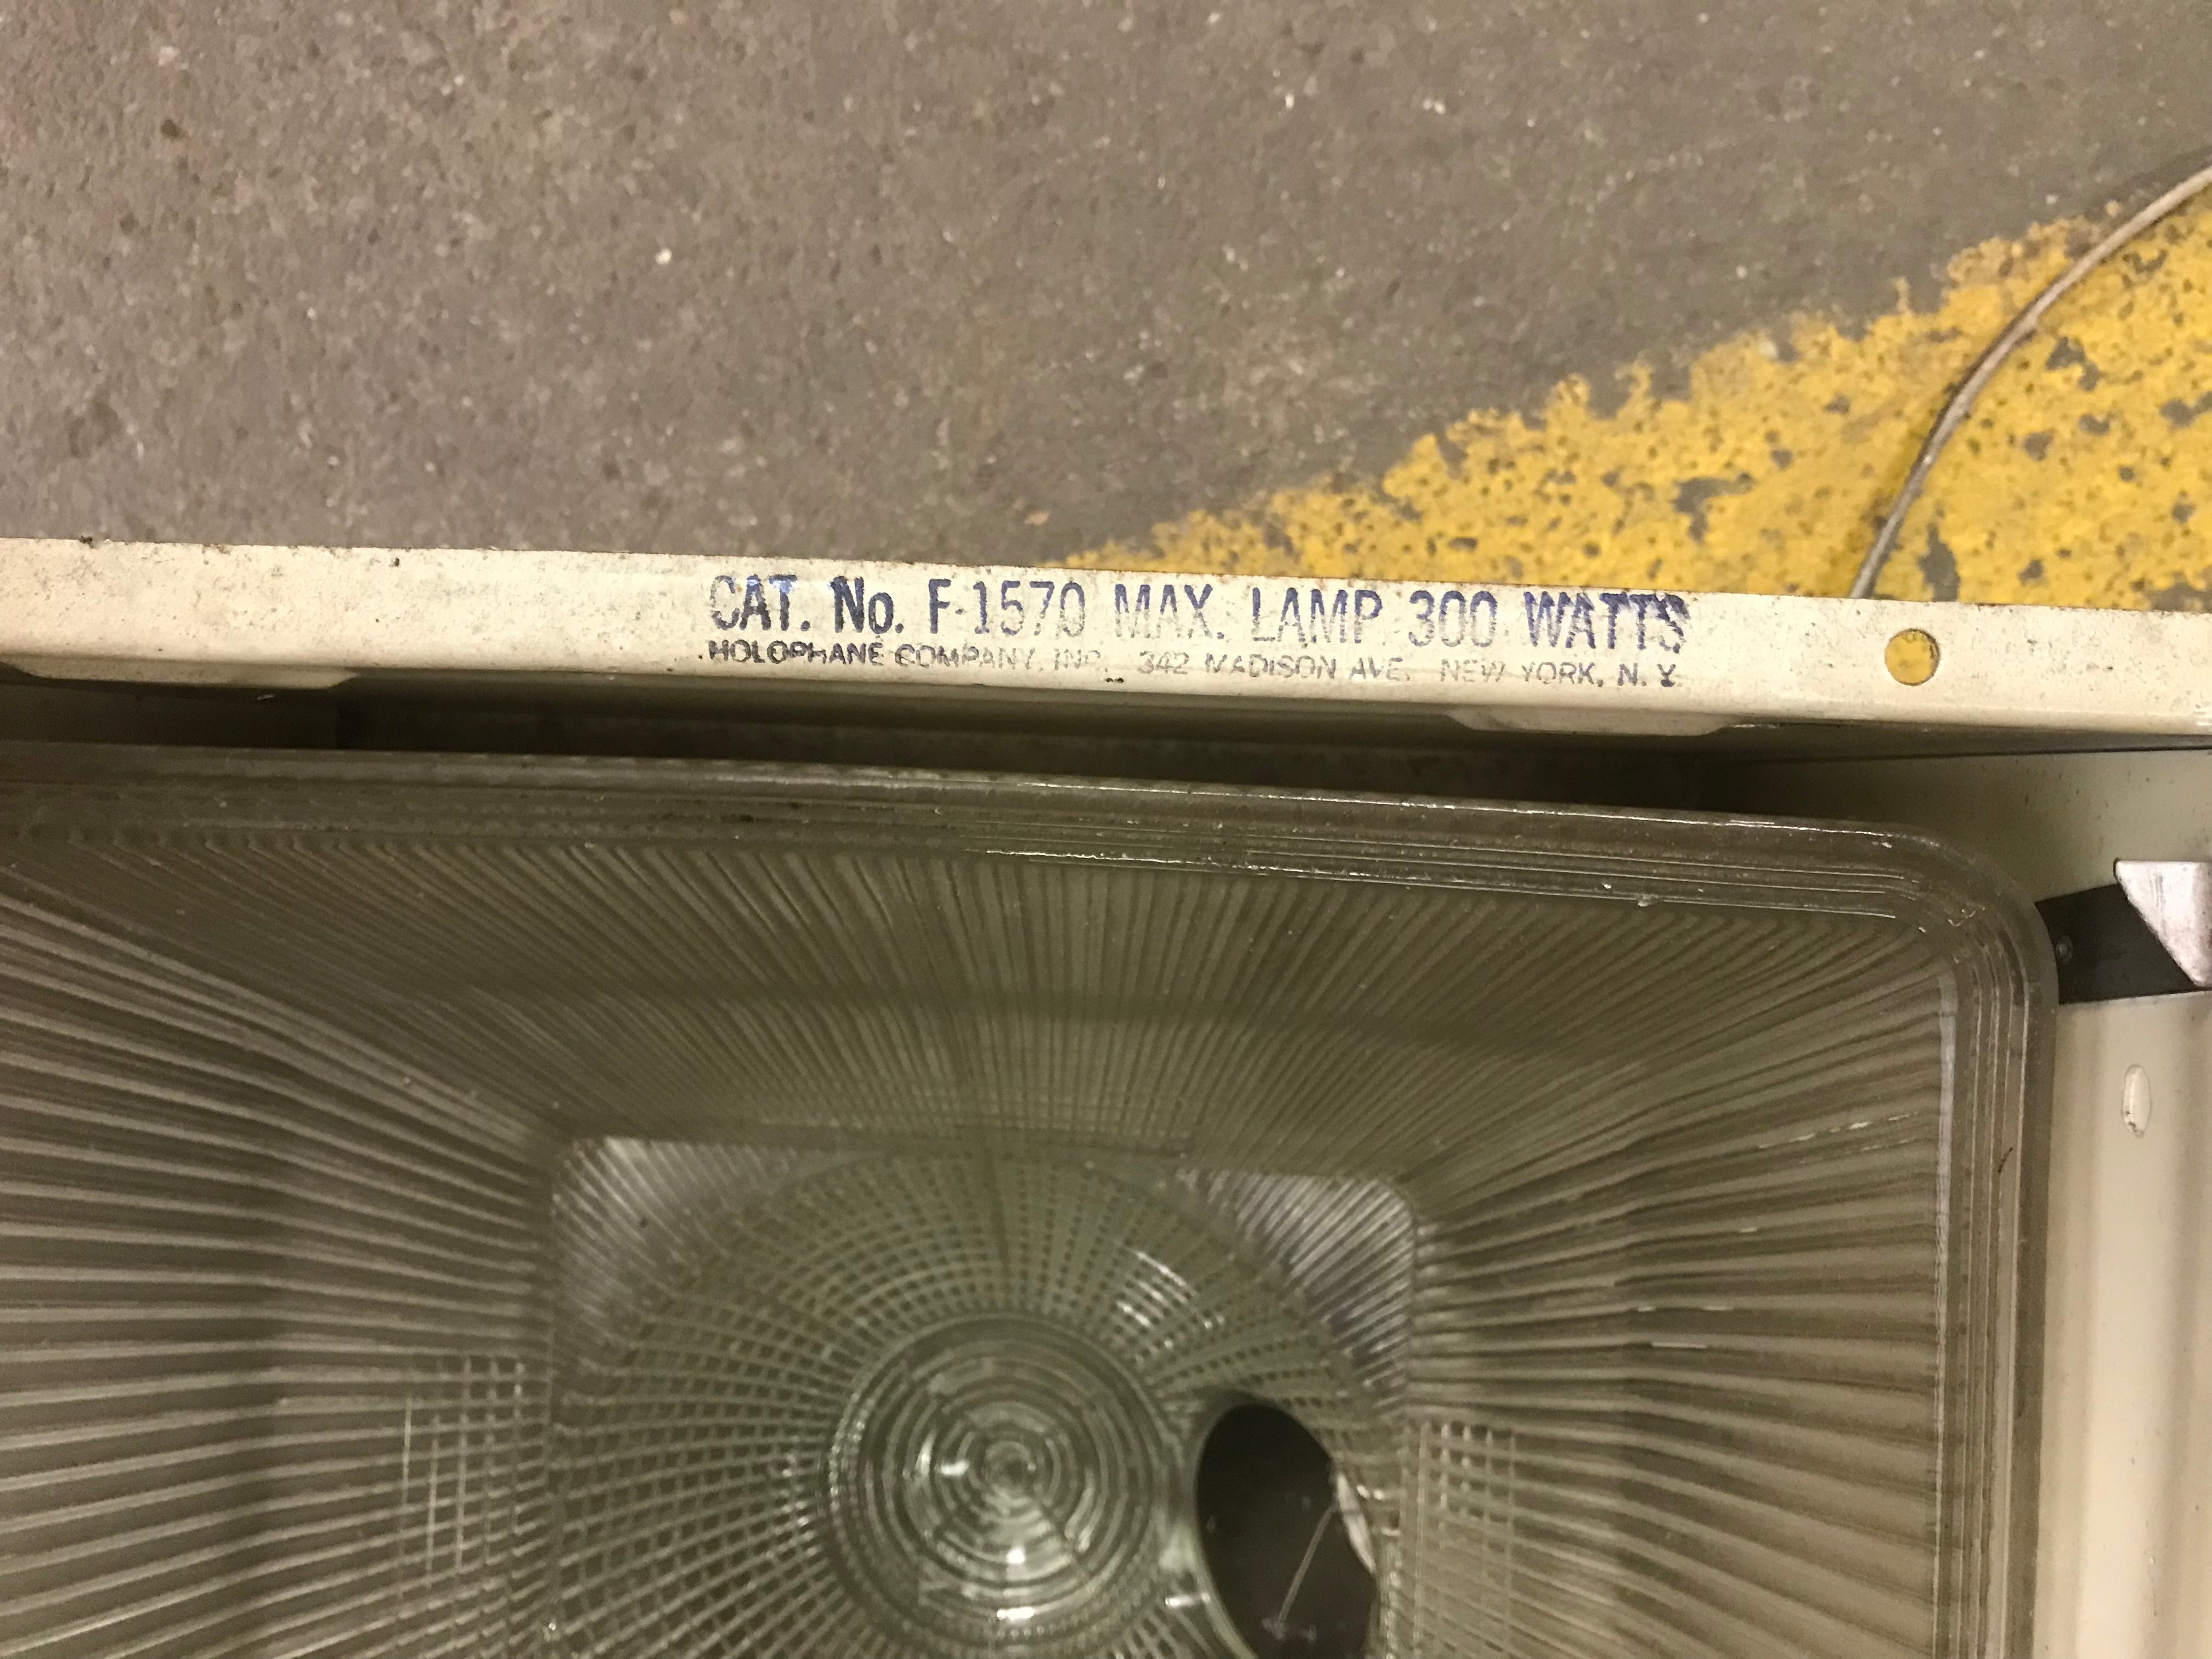 CAT. No. F-1570 MAX. LAMP 300 WATTS
HOLOPHANE COMPANY, INC. 342 MADISON AVE. NEW YORK, N. Y.